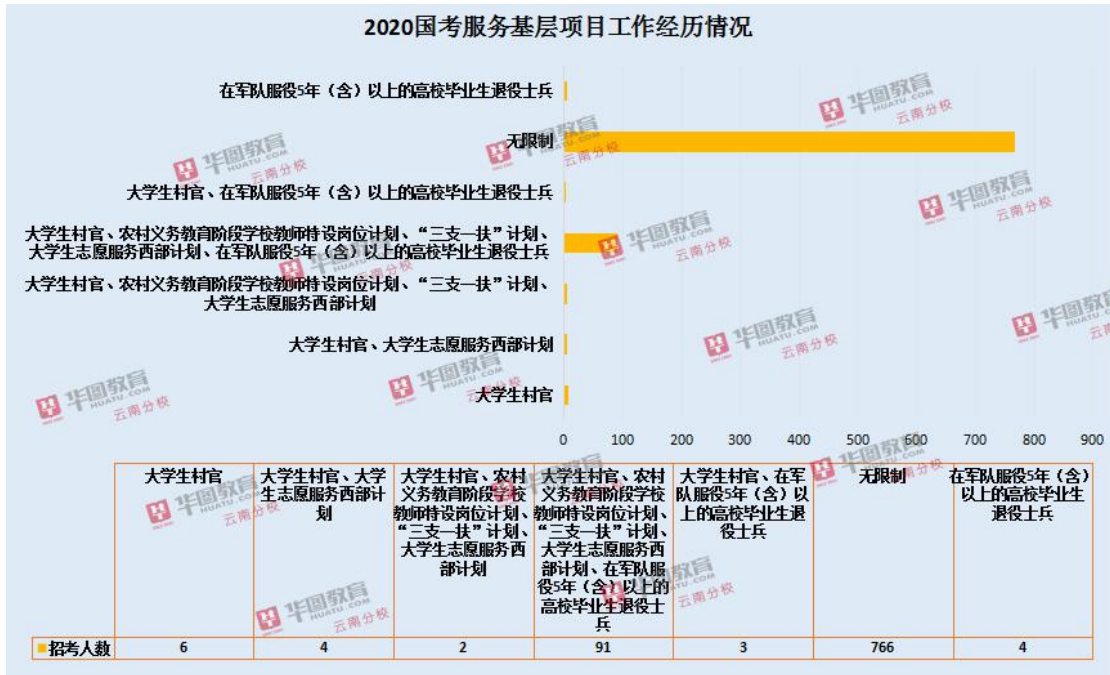 2020国考服务基层项目工作经历情况
在军队服役5年（含）以上的高校毕业生退役士兵
无限制
大学生村官、在军队服役5年（含）以上的高校毕业生退役士兵
大学生村官、农村义务教育阶段学校教师特设岗位计划、“三支一扶”计划、
大学生志愿服务西部计划、在军队服役5年（含）以上的高校毕业生退役士兵
大学生村官、农村义务教育阶段学校教师特设岗位计划、“三支一扶”计划、
大学生志愿服务西部计划
大学生村官、大学生志愿服务西部计划
大学生村官
0 100 200 300 400 500 600 700 800 900
大学生村官
大学生村官、大学
生志愿服务西部计
划
大学生村官、农村
义务教育阶段学校
教师特设岗位计划、
“三支一扶”计划、
大学生志愿服务西
部计划
大学生村官、农村
义务教育阶段学校
教师特设岗位计划、
“三支一扶”计划、
大学生志愿服务西
部计划、在军队服
役5年（含）以上的
高校毕业生退役士
兵
大学生村官、在军
队服役5年（含）以
上的高校毕业生退
役士兵
无限制
在军队服役5年（含）
以上的高校毕业生
退役士兵
招考人数 6 4 2 91 3 766 4
华图教育
HUATU.COM
云南分校